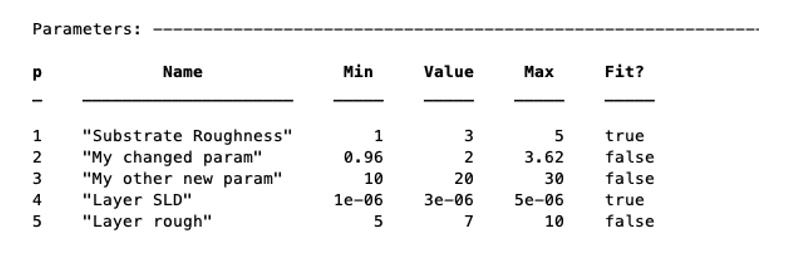 Parameters: --------------------------------------------------------------
p Name Min Value Max Fit?
1 "Substrate Roughness" 1 3 5 true
2 "My changed param" 0.96 2 3.62 false
3 "My other new param" 10 20 30 false
4 "Layer SLD" 1e-06 3e-06 5e-06 true
5 "Layer rough" 5 7 10 false